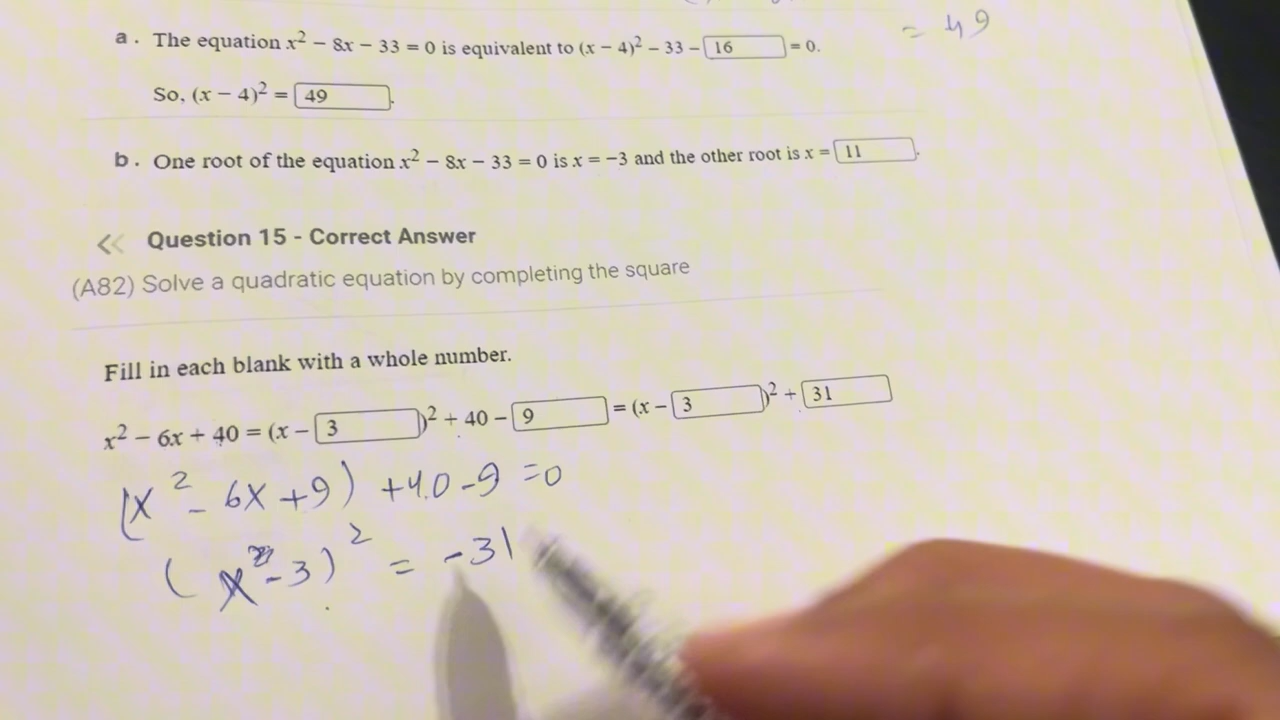 = 49
a. The equation x² − 8x − 33 = 0 is equivalent to (x − 4)² − 33 − 16 = 0.
So, (x − 4)² = 49.
b. One root of the equation x² − 8x − 33 = 0 is x = −3 and the other root is x = 11.
Question 15 - Correct Answer
(A82) Solve a quadratic equation by completing the square
Fill in each blank with a whole number.
x² − 6x + 40 = (x − 3)² + 40 − 9 = (x − 3)² + 31
(x² - 6x + 9) + 40 - 9 = 0
(x - 3)² = -31